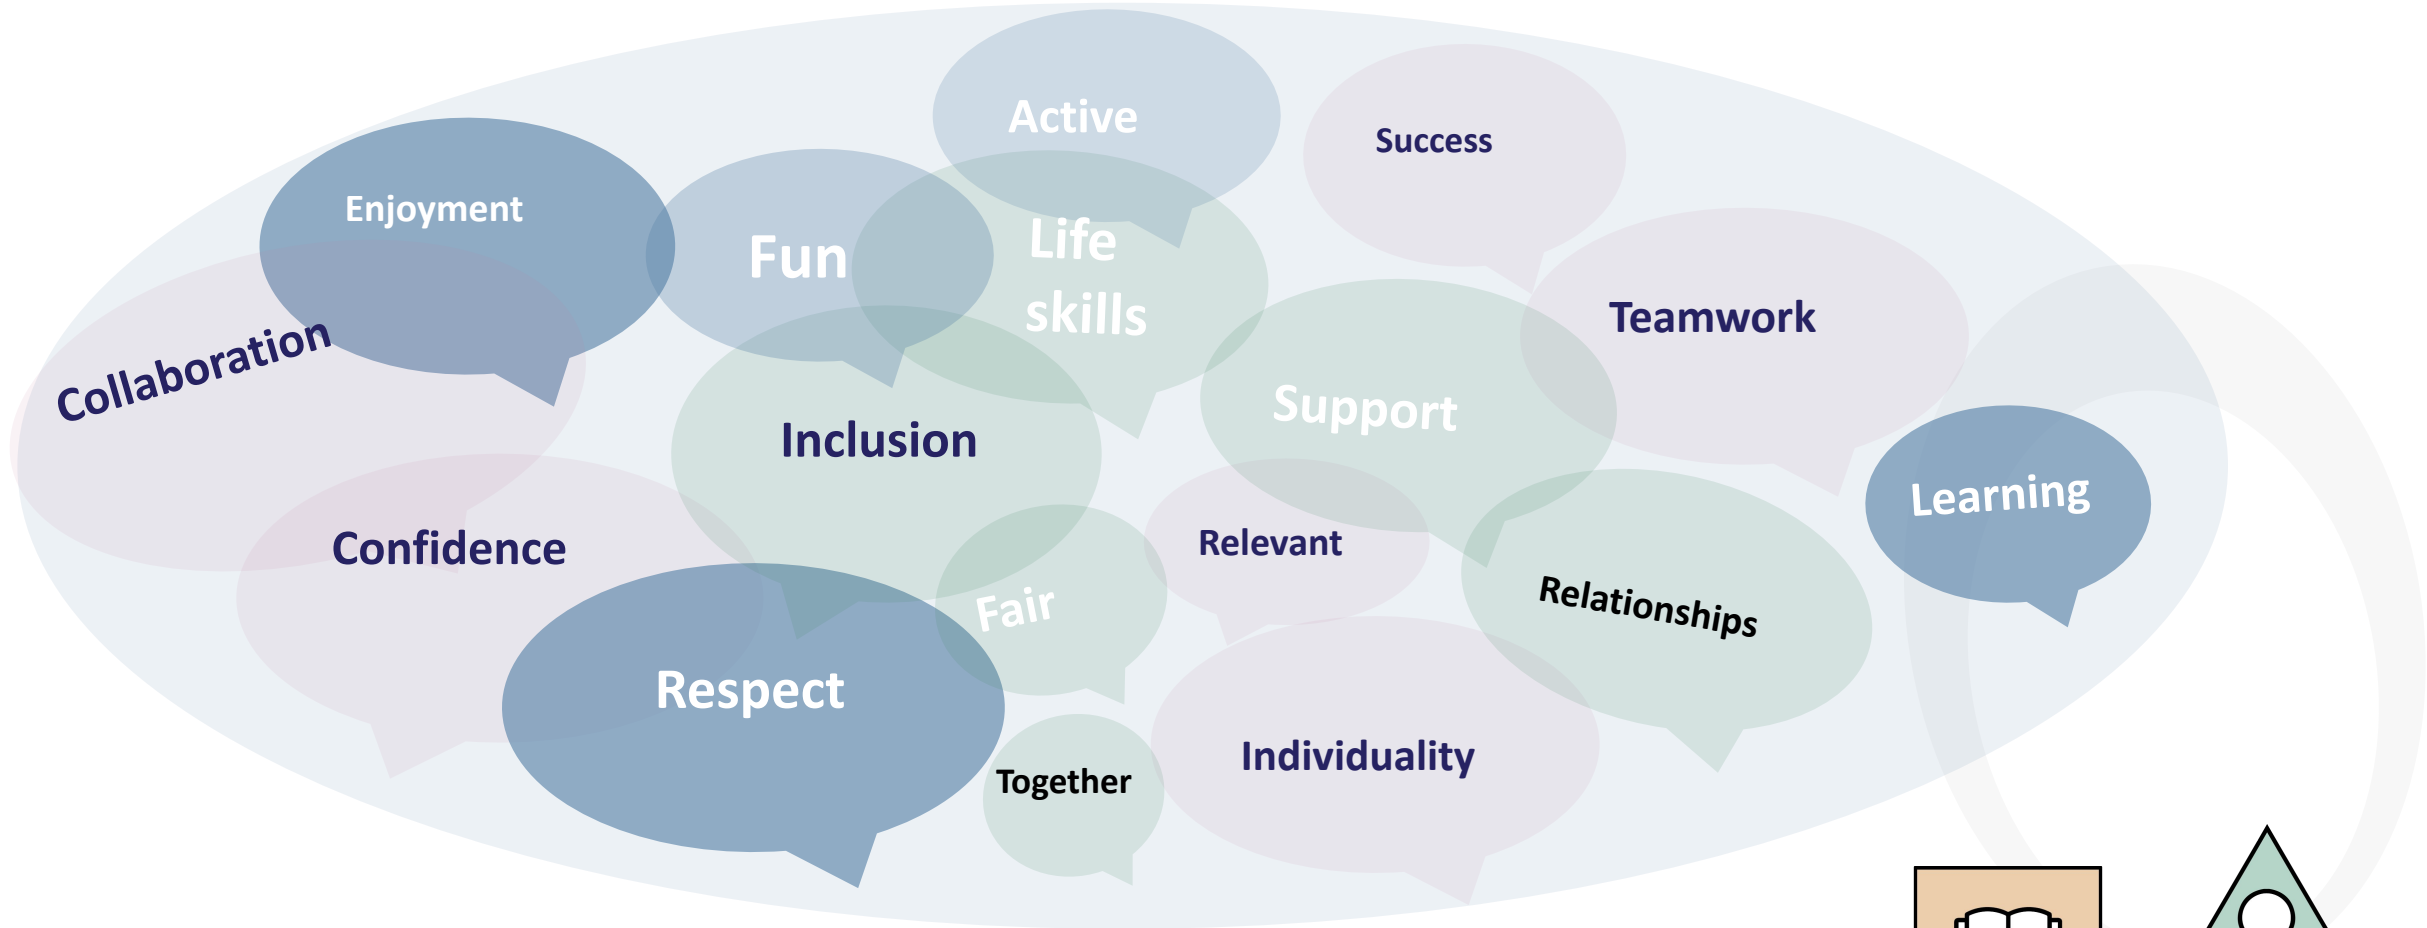 Active
Success
Enjoyment
Fun
Life
skills
Teamwork
Collaboration
Support
Inclusion
Learning
Confidence
Relevant
Fair
Relationships
Respect
Together
Individuality